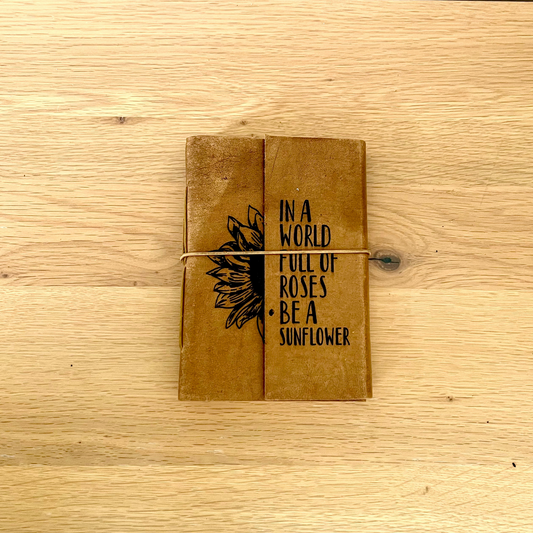 IN A
WORLD
FULL OF
ROSES
BE A
SUNFLOWER